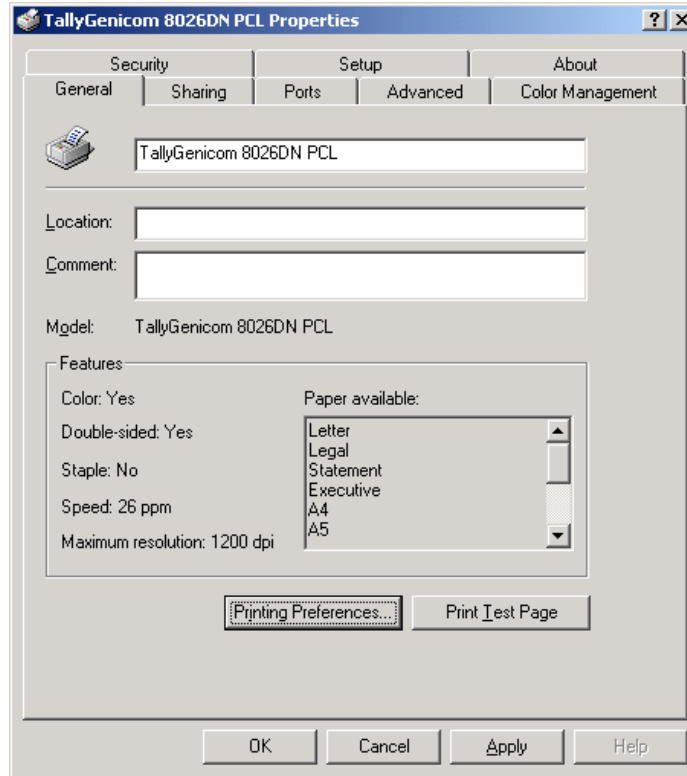 TallyGenicom 8026DN PCL Properties
Security Setup About
General Sharing Ports Advanced Color Management
TallyGenicom 8026DN PCL
Location:
Comment:
Model: TallyGenicom 8026DN PCL
Features
Color: Yes
Paper available:
Double-sided: Yes
Staple: No
Speed: 26 ppm
Maximum resolution: 1200 dpi
Letter
Legal
Statement
Executive
A4
A5
Printing Preferences... Print Test Page
OK Cancel Apply Help